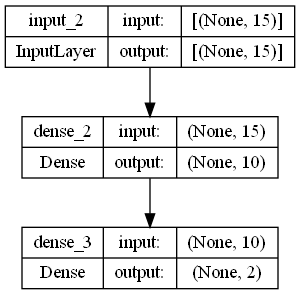 input_2 input: [(None, 15)]
InputLayer output: [(None, 15)]
dense_2 input: (None, 15)
Dense output: (None, 10)
dense_3 input: (None, 10)
Dense output: (None, 2)